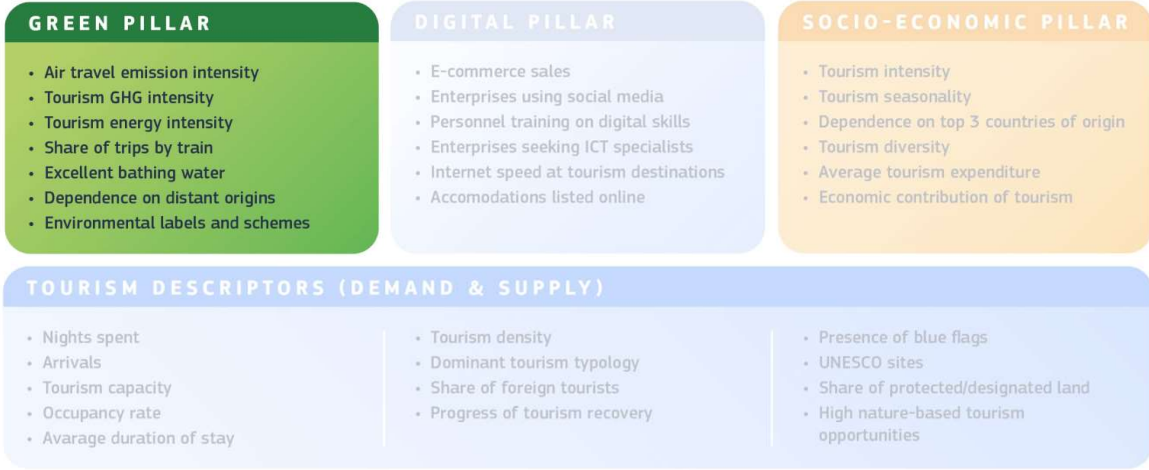 GREEN PILLAR
• Air travel emission intensity
• Tourism GHG intensity
• Tourism energy intensity
• Share of trips by train
• Excellent bathing water
• Dependence on distant origins
• Environmental labels and schemes
DIGITAL PILLAR
• E-commerce sales
• Enterprises using social media
• Personnel training on digital skills
• Enterprises seeking ICT specialists
• Internet speed at tourism destinations
• Accomodations listed online
SOCIO-ECONOMIC PILLAR
• Tourism intensity
• Tourism seasonality
• Dependence on top 3 countries of origin
• Tourism diversity
• Average tourism expenditure
• Economic contribution of tourism
TOURISM DESCRIPTORS (DEMAND & SUPPLY)
• Nights spent
• Arrivals
• Tourism capacity
• Occupancy rate
• Avarage duration of stay
• Tourism density
• Dominant tourism typology
• Share of foreign tourists
• Progress of tourism recovery
• Presence of blue flags
• UNESCO sites
• Share of protected/designated land
• High nature-based tourism
opportunities